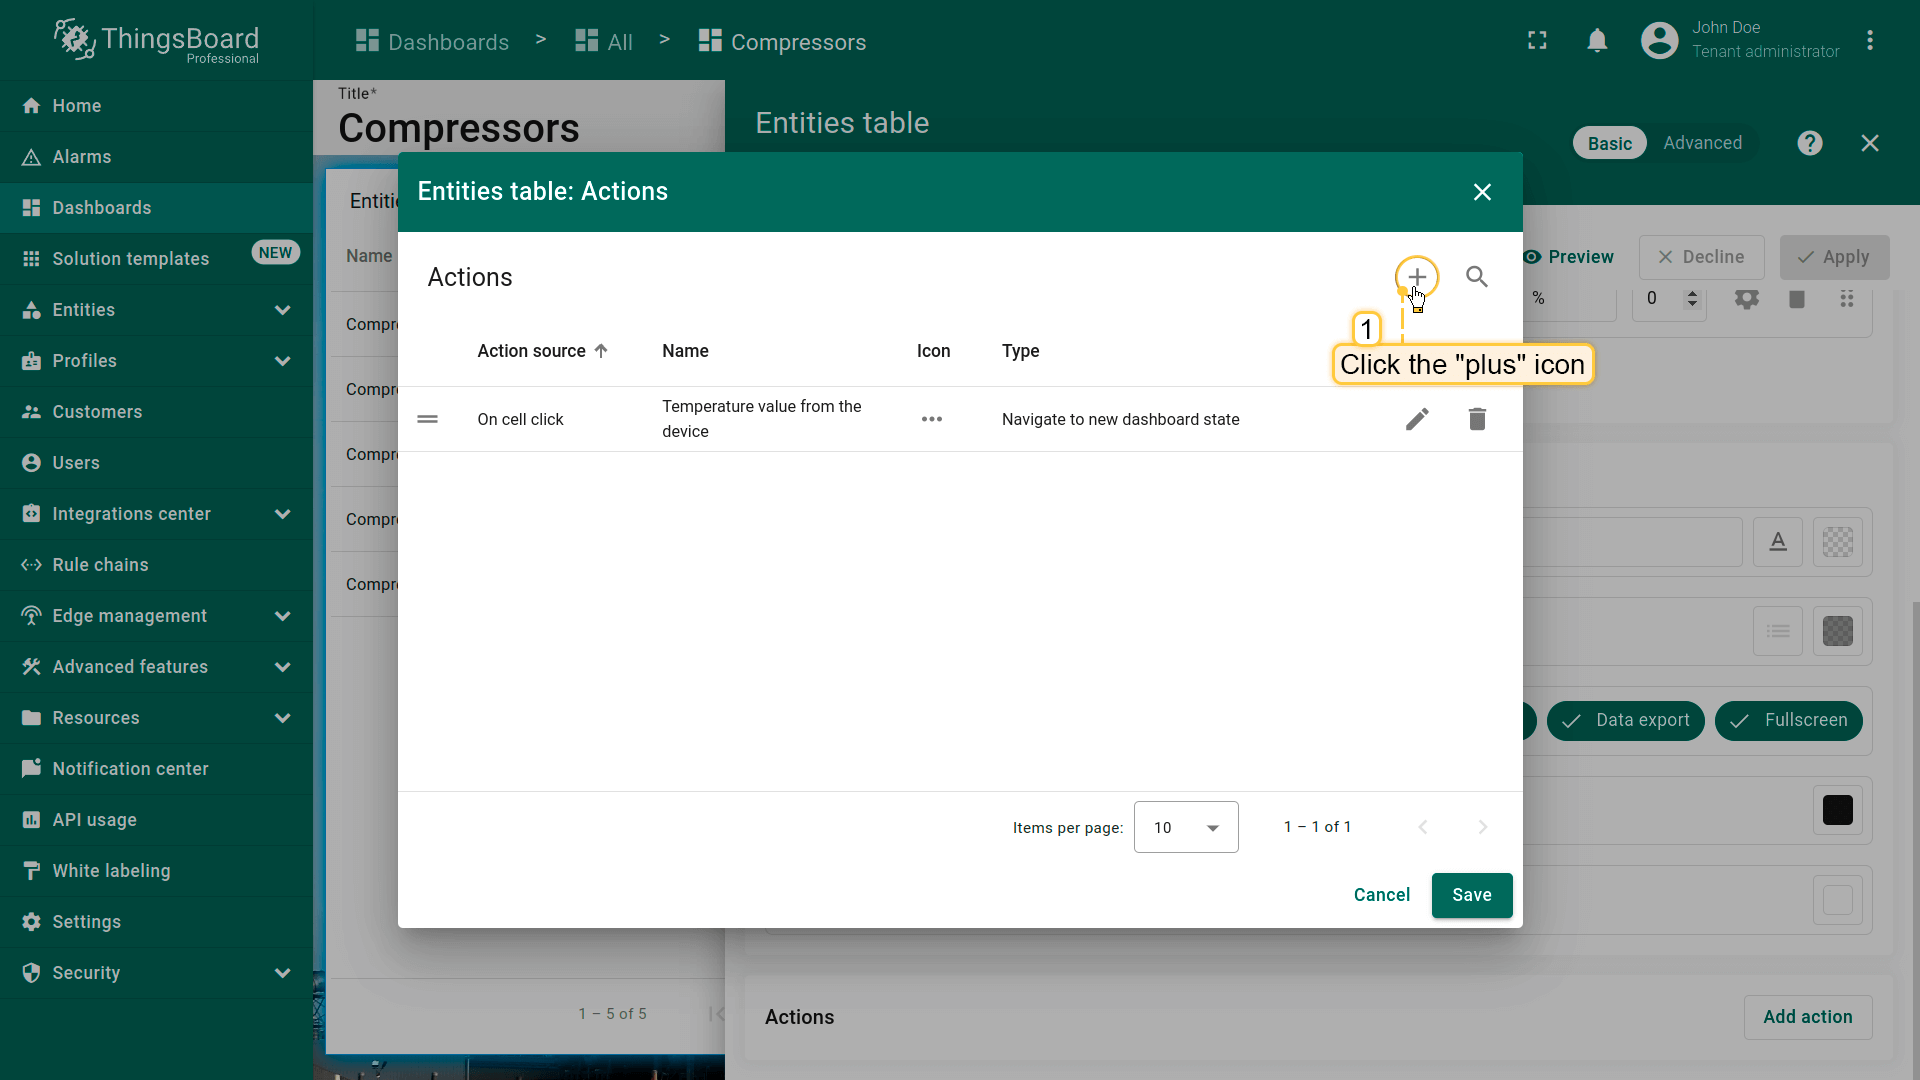 ThingsBoard
Professional
Dashboards > All > Compressors
John Doe
Tenant administrator
Home
Alarms
Dashboards
Solution templates NEW
Entities
Profiles
Customers
Users
Integrations center
Rule chains
Edge management
Advanced features
Resources
Notification center
API usage
White labeling
Settings
Security
Title*
Compressors
Entities table
Basic Advanced
Preview Decline Apply
% 0
Entiti
Name
Compr
Compr
Compr
Compr
Compr
1 – 5 of 5
Entities table: Actions
Actions
1
Click the "plus" icon
Action source Name Icon Type
On cell click Temperature value from the device Navigate to new dashboard state
Items per page: 10 1 – 1 of 1
Cancel Save
Data export Fullscreen
Actions Add action